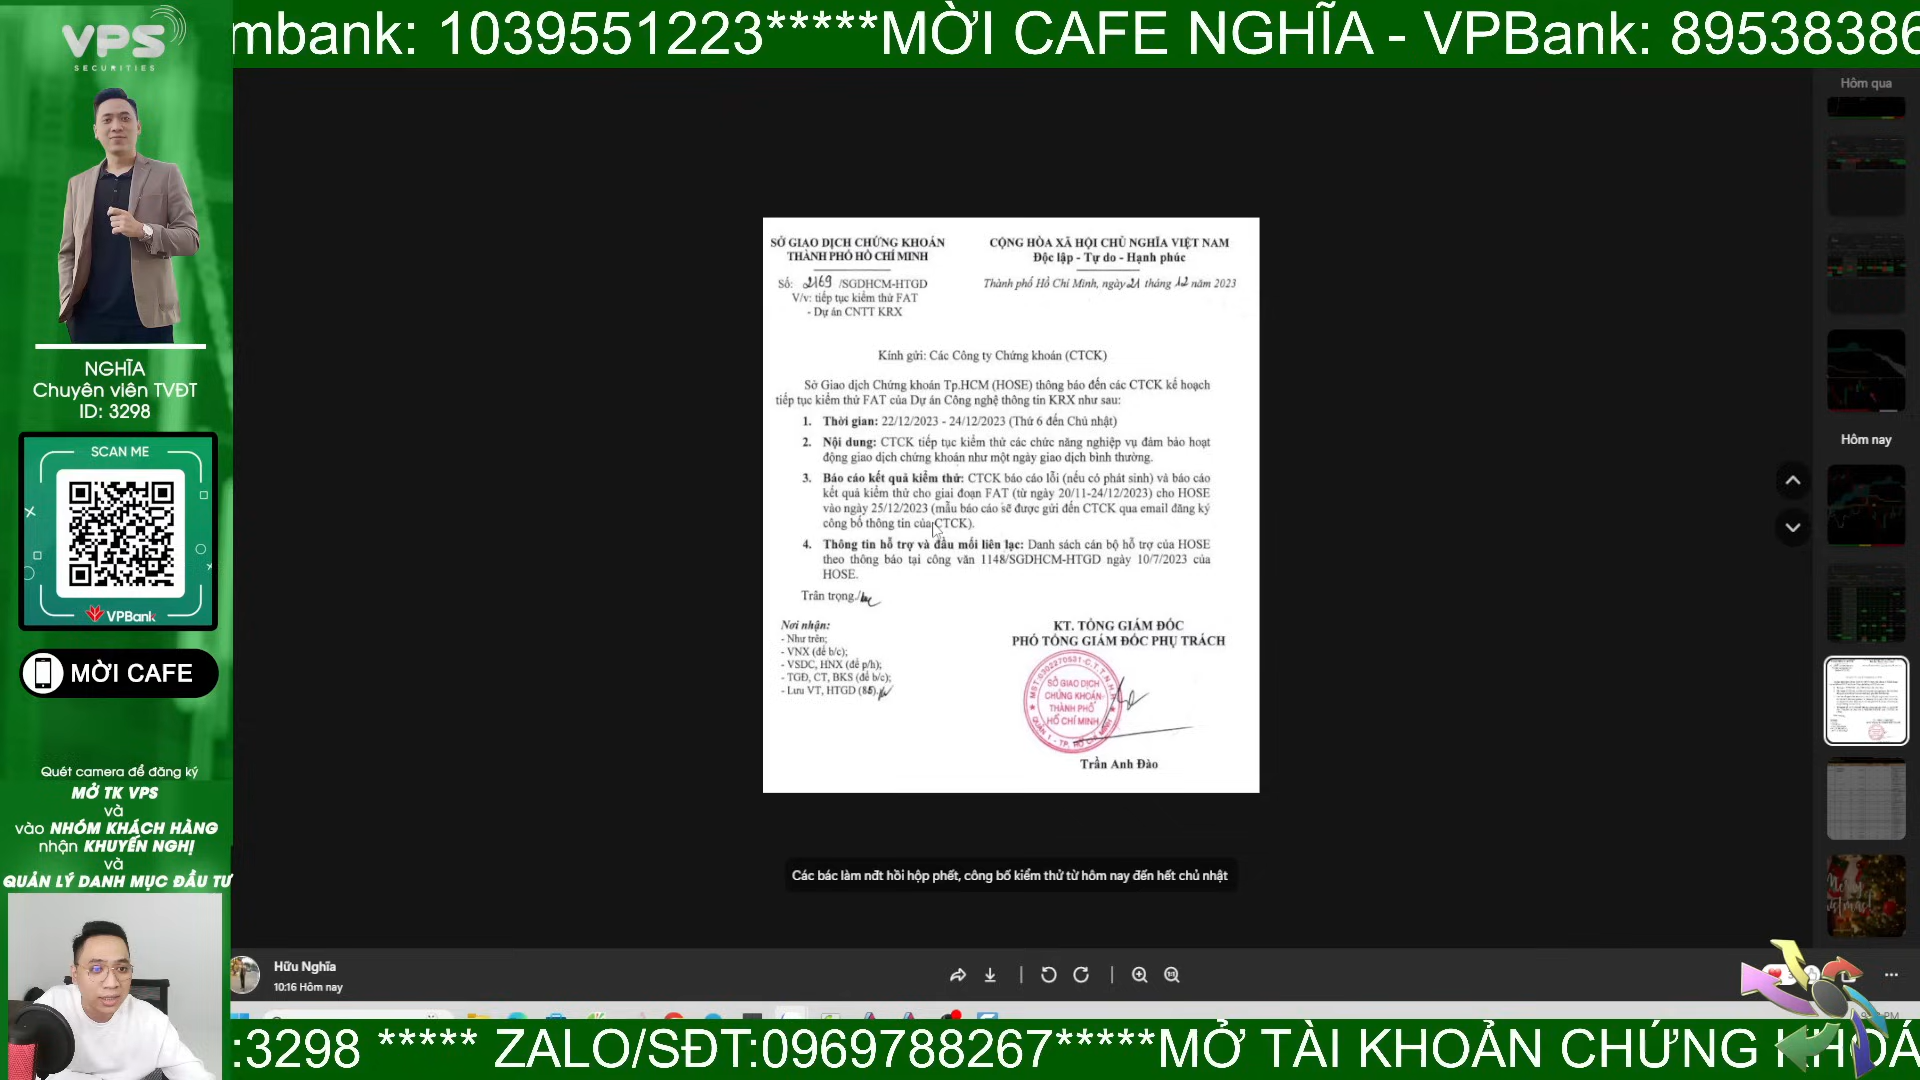 mbank: 1039551223*****MỜI CAFE NGHĨA - VPBank: 89538386
VPS
SECURITIES
NGHĨA
Chuyên viên TVĐT
ID: 3298
SCAN ME
VPBank
MỜI CAFE
Quét camera để đăng ký
MỞ TK VPS
và
vào NHÓM KHÁCH HÀNG
nhận KHUYẾN NGHỊ
và
QUẢN LÝ DANH MỤC ĐẦU TƯ
SỞ GIAO DỊCH CHỨNG KHOÁN
THÀNH PHỐ HỒ CHÍ MINH
Số: 2169 /SGDHCM-HTGD
V/v: tiếp tục kiểm thử FAT
- Dự án CNTT KRX
CỘNG HÒA XÃ HỘI CHỦ NGHĨA VIỆT NAM
Độc lập - Tự do - Hạnh phúc
Thành phố Hồ Chí Minh, ngày 21 tháng 12 năm 2023
Kính gửi: Các Công ty Chứng khoán (CTCK)
Sở Giao dịch Chứng khoán Tp.HCM (HOSE) thông báo đến các CTCK kế hoạch
tiếp tục kiểm thử FAT của Dự án Công nghệ thông tin KRX như sau:
1. Thời gian: 22/12/2023 - 24/12/2023 (Thứ 6 đến Chủ nhật)
2. Nội dung: CTCK tiếp tục kiểm thử các chức năng nghiệp vụ đảm bảo hoạt
động giao dịch chứng khoán như một ngày giao dịch bình thường.
3. Báo cáo kết quả kiểm thử: CTCK báo cáo lỗi (nếu có phát sinh) và báo cáo
kết quả kiểm thử cho giai đoạn FAT (từ ngày 20/11-24/12/2023) cho HOSE
vào ngày 25/12/2023 (mẫu báo cáo sẽ được gửi đến CTCK qua email đăng ký
công bố thông tin của CTCK).
4. Thông tin hỗ trợ và đầu mối liên lạc: Danh sách cán bộ hỗ trợ của HOSE
theo thông báo tại công văn 1148/SGDHCM-HTGD ngày 10/7/2023 của
HOSE.
Trân trọng./
Nơi nhận:
- Như trên;
- VNX (để b/c);
- VSDC, HNX (để p/h);
- TGĐ, CT, BKS (để b/c);
- Lưu VT, HTGD (85).
KT. TỔNG GIÁM ĐỐC
PHÓ TỔNG GIÁM ĐỐC PHỤ TRÁCH
SỞ GIAO DỊCH
CHỨNG KHOÁN
THÀNH PHỐ
HỒ CHÍ MINH
Trần Anh Đào
Các bác làm nđt hồi hộp phết, công bố kiểm thử từ hôm nay đến hết chủ nhật
Hôm qua
Hôm nay
Hữu Nghĩa
10:16 Hôm nay
:3298 ***** ZALO/SĐT:0969788267*****MỞ TÀI KHOẢN CHỨNG KHOÁ